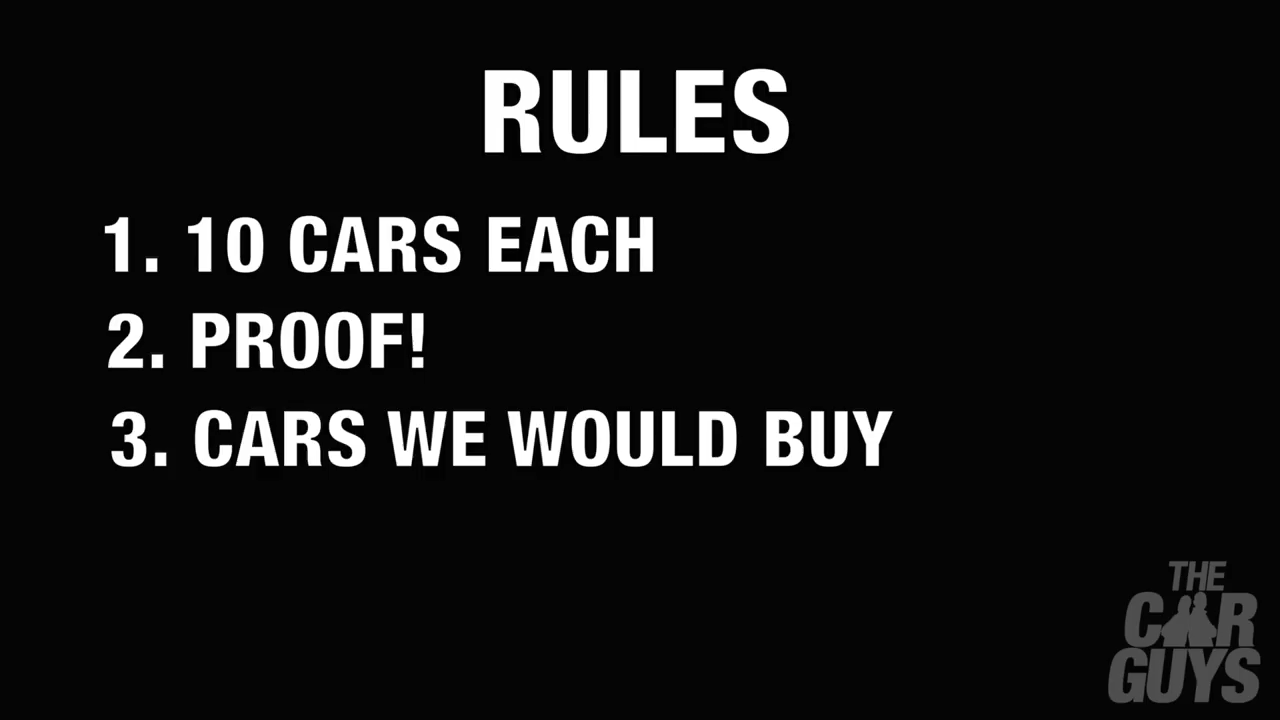 RULES
1. 10 CARS EACH
2. PROOF!
3. CARS WE WOULD BUY
THE
CAR
GUYS